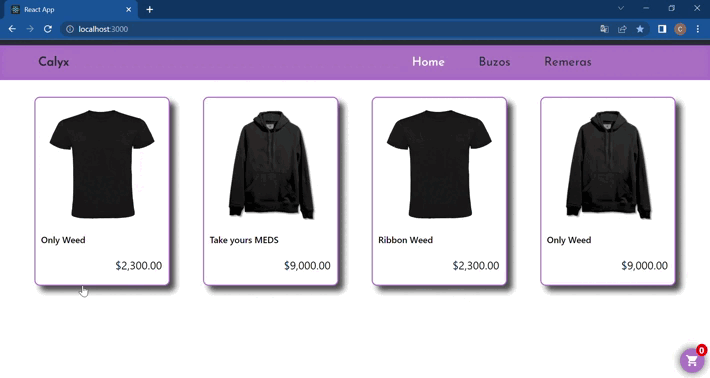 React App
localhost:3000
C
Calyx
Home Buzos Remeras
Only Weed
$2,300.00
Take yours MEDS
$9,000.00
Ribbon Weed
$2,300.00
Only Weed
$9,000.00
0